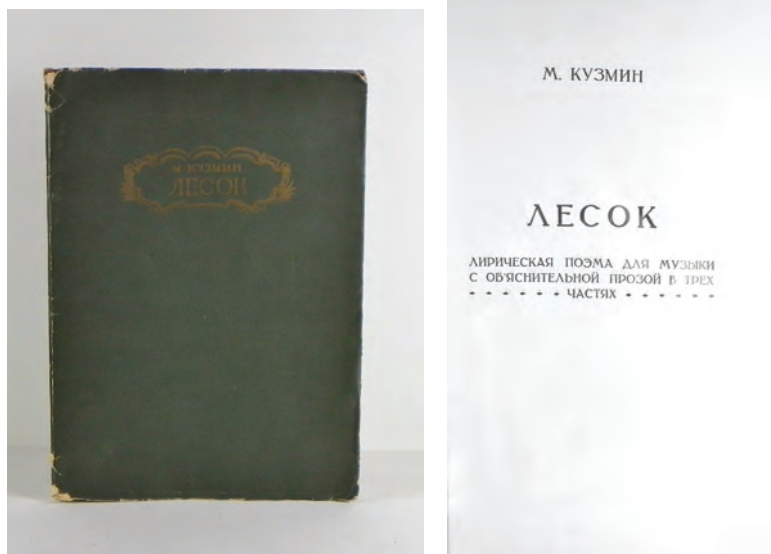 М. КУЗМИН
ЛЕСОК
М. КУЗМИН
ЛЕСОК
ЛИРИЧЕСКАЯ ПОЭМА ДЛЯ МУЗЫКИ
С ОБ'ЯСНИТЕЛЬНОЙ ПРОЗОЙ В ТРЕХ
• • • • • • ЧАСТЯХ • • • • • •